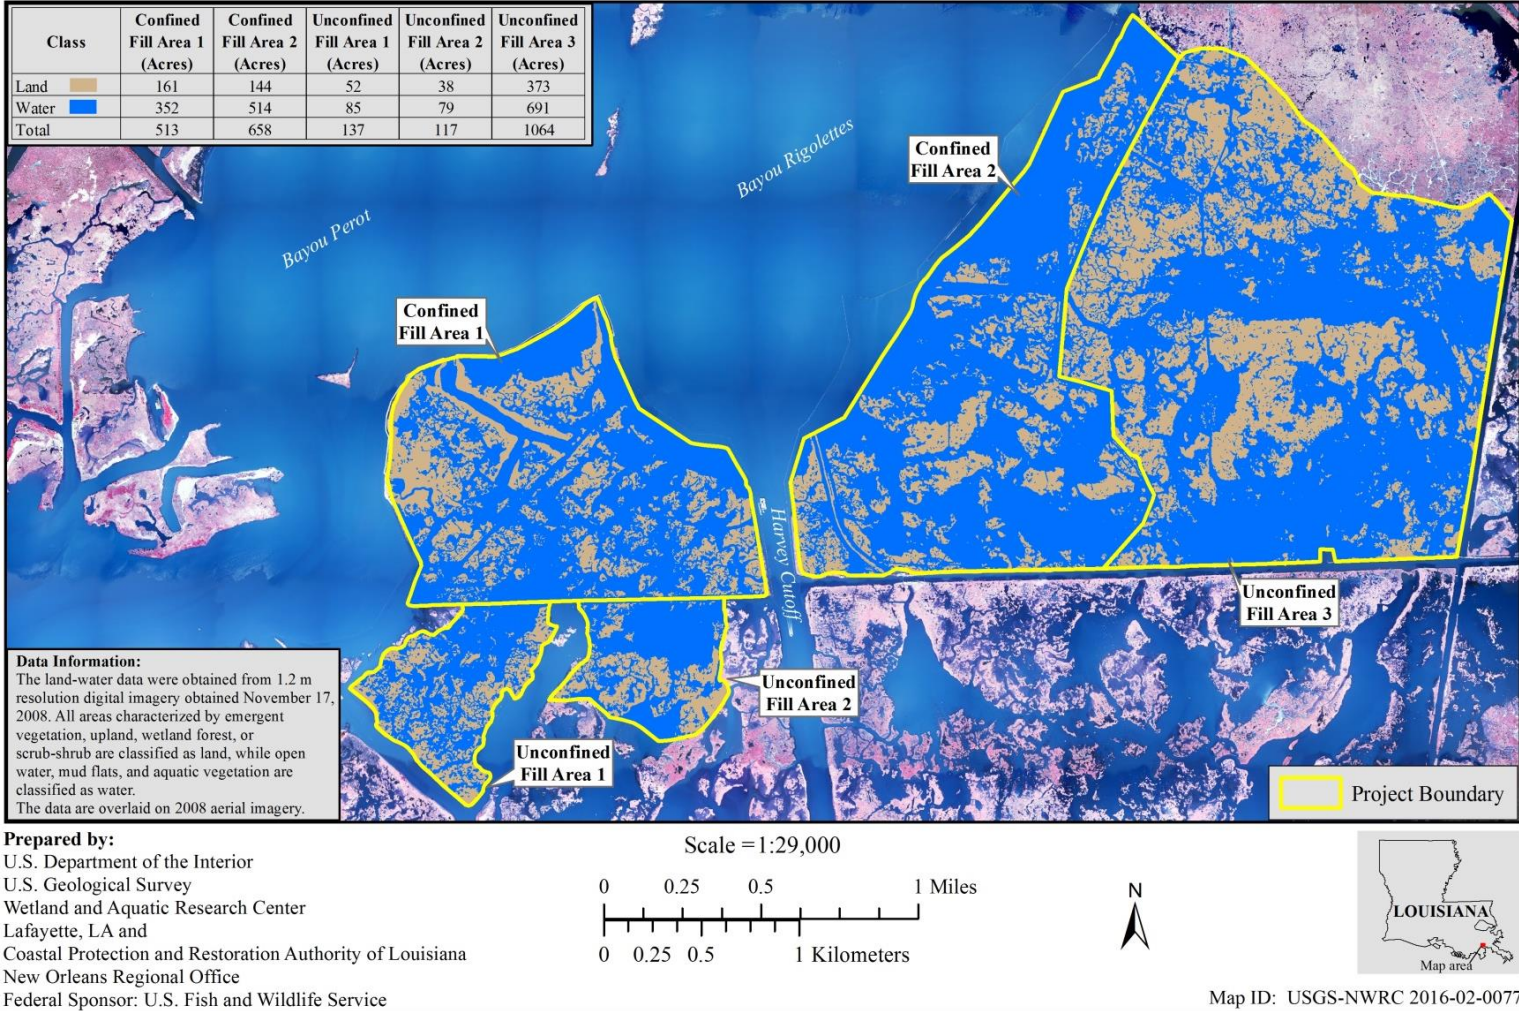 Class
Confined Fill Area 1 (Acres)
Confined Fill Area 2 (Acres)
Unconfined Fill Area 1 (Acres)
Unconfined Fill Area 2 (Acres)
Unconfined Fill Area 3 (Acres)
Land 161 144 52 38 373
Water 352 514 85 79 691
Total 513 658 137 117 1064
Bayou Perot
Bayou Rigolettes
Confined
Fill Area 2
Confined
Fill Area 1
Harvey Cutoff
Unconfined
Fill Area 3
Unconfined
Fill Area 2
Unconfined
Fill Area 1
Data Information:
The land-water data were obtained from 1.2 m
resolution digital imagery obtained November 17,
2008. All areas characterized by emergent
vegetation, upland, wetland forest, or
scrub-shrub are classified as land, while open
water, mud flats, and aquatic vegetation are
classified as water.
The data are overlaid on 2008 aerial imagery.
Project Boundary
Prepared by:
U.S. Department of the Interior
U.S. Geological Survey
Wetland and Aquatic Research Center
Lafayette, LA and
Coastal Protection and Restoration Authority of Louisiana
New Orleans Regional Office
Federal Sponsor: U.S. Fish and Wildlife Service
Scale =1:29,000
0 0.25 0.5 1 Miles
0 0.25 0.5 1 Kilometers
N
LOUISIANA
Map area
Map ID: USGS-NWRC 2016-02-0077